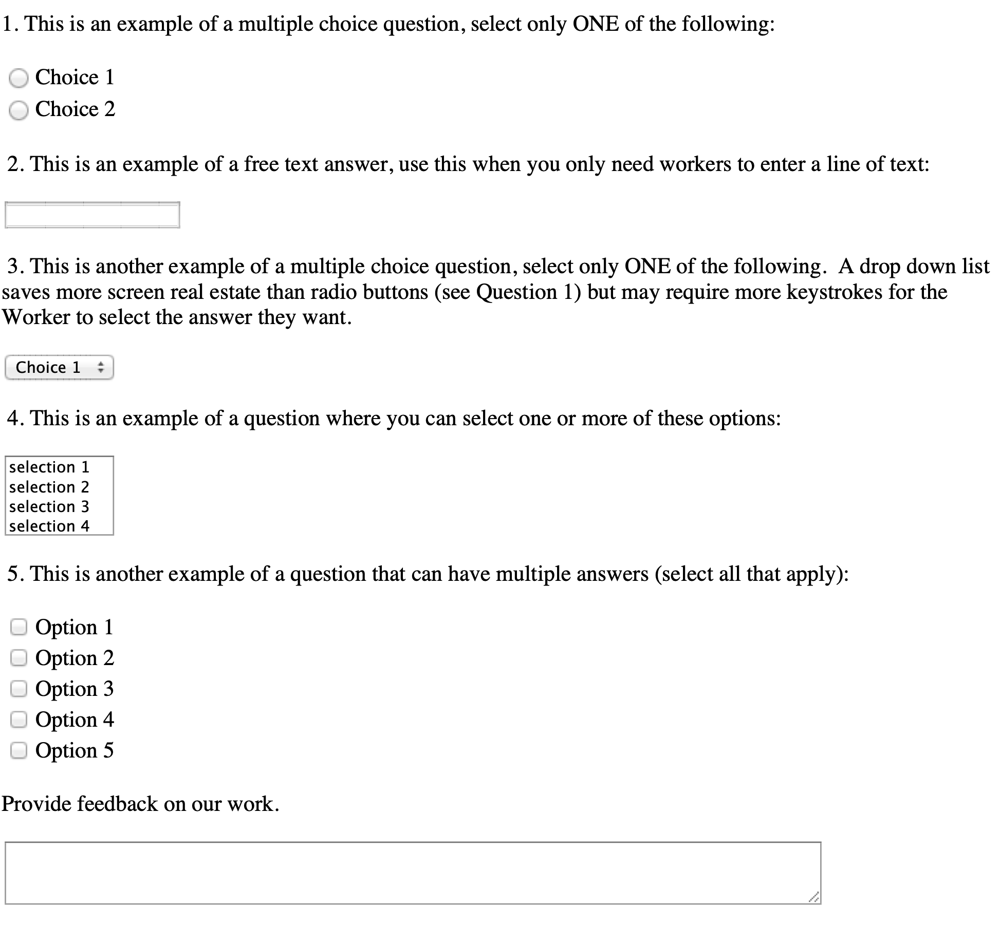 1. This is an example of a multiple choice question, select only ONE of the following:
Choice 1
Choice 2
2. This is an example of a free text answer, use this when you only need workers to enter a line of text:
3. This is another example of a multiple choice question, select only ONE of the following.  A drop down list
saves more screen real estate than radio buttons (see Question 1) but may require more keystrokes for the
Worker to select the answer they want.
Choice 1
4. This is an example of a question where you can select one or more of these options:
selection 1
selection 2
selection 3
selection 4
5. This is another example of a question that can have multiple answers (select all that apply):
Option 1
Option 2
Option 3
Option 4
Option 5
Provide feedback on our work.